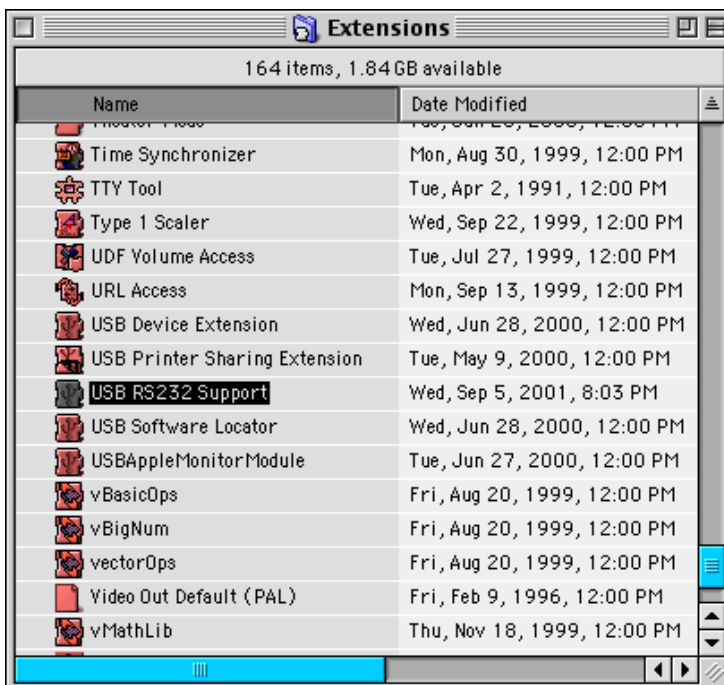 Extensions
164 items, 1.84 GB available
Name Date Modified
Time Synchronizer Mon, Aug 30, 1999, 12:00 PM
TTY Tool Tue, Apr 2, 1991, 12:00 PM
Type 1 Scaler Wed, Sep 22, 1999, 12:00 PM
UDF Volume Access Tue, Jul 27, 1999, 12:00 PM
URL Access Mon, Sep 13, 1999, 12:00 PM
USB Device Extension Wed, Jun 28, 2000, 12:00 PM
USB Printer Sharing Extension Tue, May 9, 2000, 12:00 PM
USB RS232 Support Wed, Sep 5, 2001, 8:03 PM
USB Software Locator Wed, Jun 28, 2000, 12:00 PM
USBAppleMonitorModule Tue, Jun 27, 2000, 12:00 PM
vBasicOps Fri, Aug 20, 1999, 12:00 PM
vBigNum Fri, Aug 20, 1999, 12:00 PM
vectorOps Fri, Aug 20, 1999, 12:00 PM
Video Out Default (PAL) Fri, Feb 9, 1996, 12:00 PM
vMathLib Thu, Nov 18, 1999, 12:00 PM